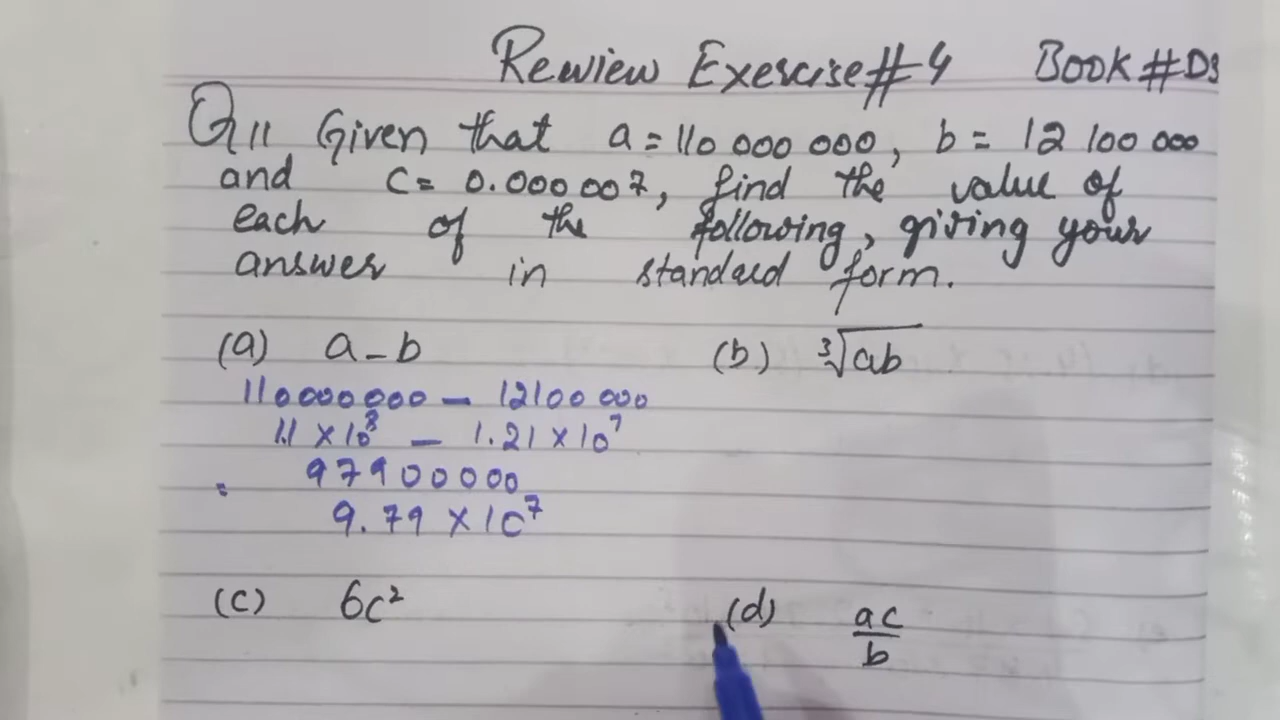 Rewiew Exercise#4 Book #D3
Q11 Given that a=110 000 000, b= 12 100 000
and c= 0.000 007, find the value of
each of the following, giving your
answer in standard form.
(a) a-b (b) ∛ab
110000000 - 12100000
1.1 × 10⁸ - 1.21 × 10⁷
= 97900000
9.79 × 10⁷
(c) 6c² (d) ac/b